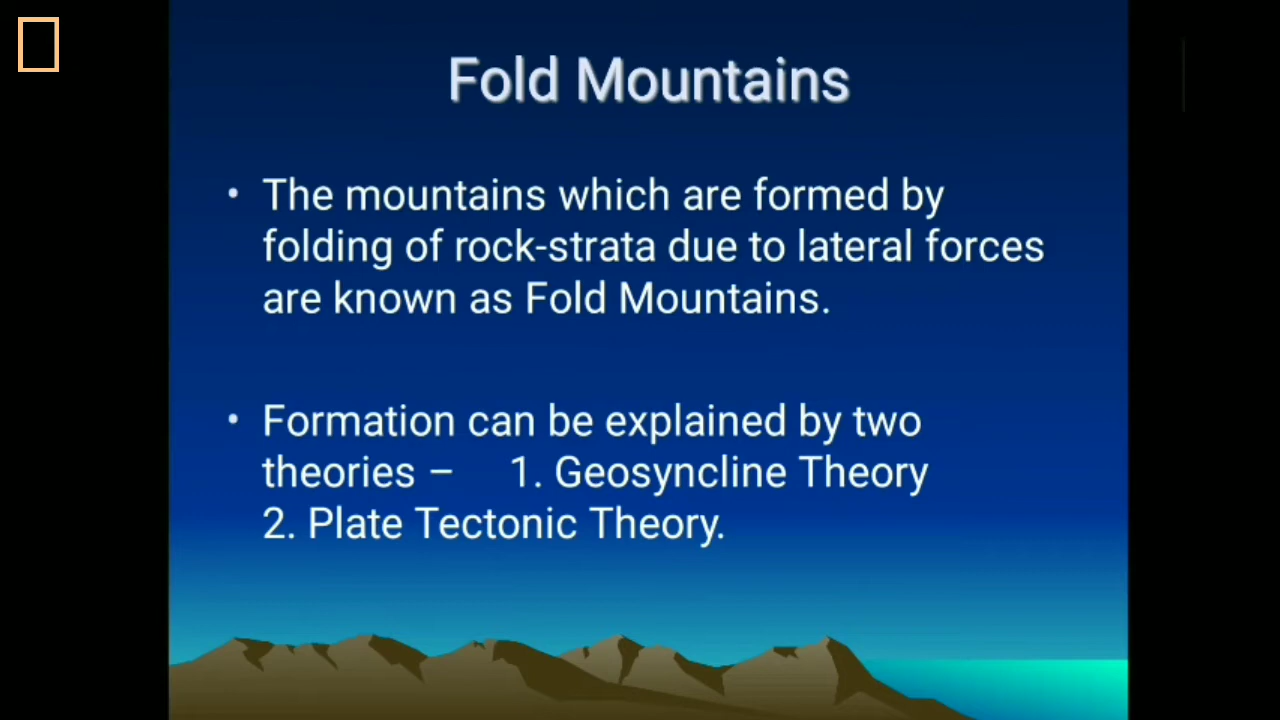 Fold Mountains
• The mountains which are formed by
folding of rock-strata due to lateral forces
are known as Fold Mountains.
• Formation can be explained by two
theories – 1. Geosyncline Theory
2. Plate Tectonic Theory.